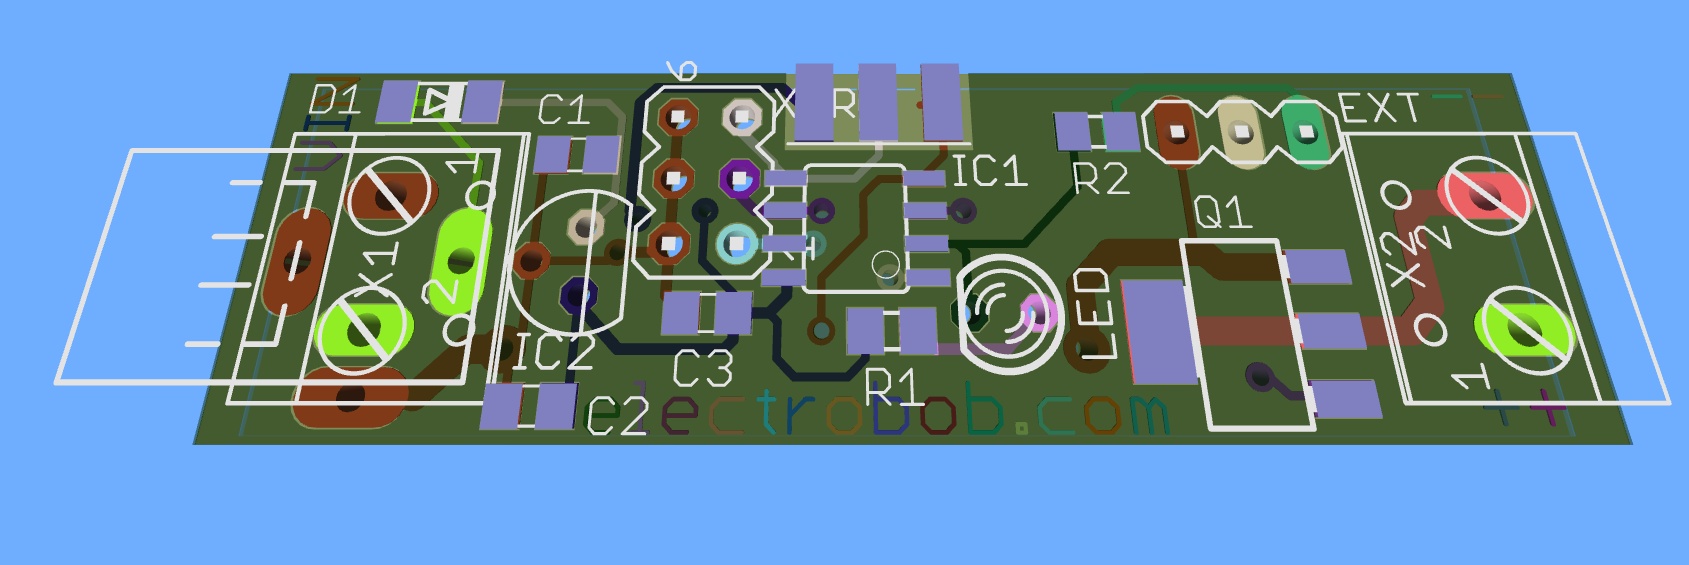 D1
C1
6
X R
IC1
R2
EXT
Q1
1
2
X1
IC2
C3
R1
LED
X2
2
1
C2
electrobob.com
IN
- -
+ +